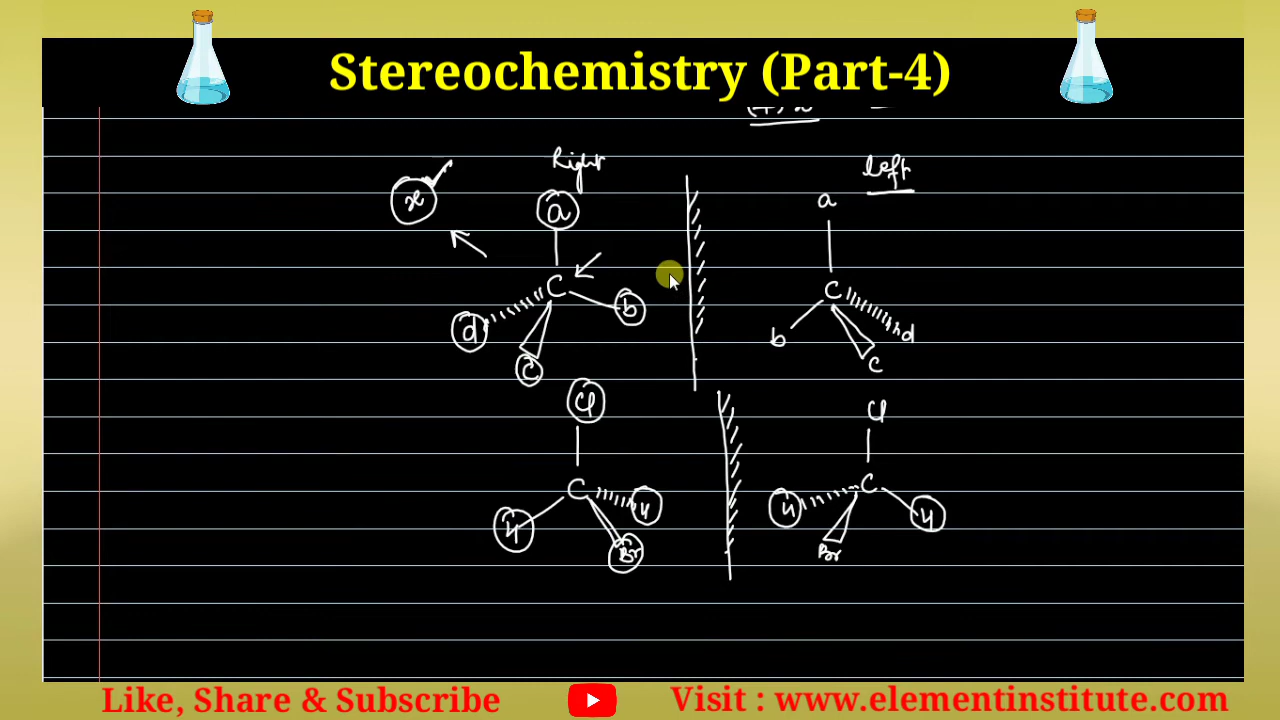 Stereochemistry (Part-4)
Right
left
x
a
a
C
C
d
b
b
d
C
C
Cl
Cl
C
C
H
H
H
H
Br
Br
Like, Share & Subscribe
Visit : www.elementinstitute.com